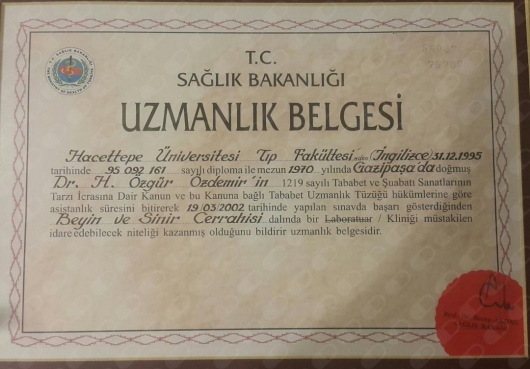 T.C.
SAĞLIK BAKANLIĞI
UZMANLIK BELGESİ
Hacettepe Üniversitesi Tıp Fakültesi'nden (İngilizce) 31.12.1995
tarihinde 95 092 161 sayılı diploma ile mezun 1970 yılında Gazipaşa'da doğmuş
Dr. H. Özgür Özdemir'in 1219 sayılı Tababet ve Şuabatı Sanatlarının
Tarzı İcrasına Dair Kanun ve bu Kanuna bağlı Tababet Uzmanlık Tüzüğü hükümlerine göre
asistanlık süresini bitirerek 19/03/2002 tarihinde yapılan sınavda başarı gösterdiğinden
Beyin ve Sinir Cerrahisi dalında bir Laboratuar / Kliniği müstakilen
idare edebilecek niteliği kazanmış olduğunu bildirir uzmanlık belgesidir.